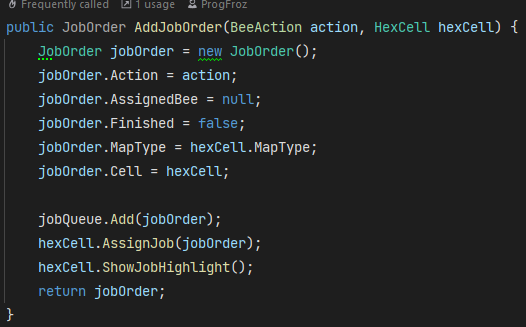 Frequently called 1 usage ProgFroz
public JobOrder AddJobOrder(BeeAction action, HexCell hexCell) {
    JobOrder jobOrder = new JobOrder();
    jobOrder.Action = action;
    jobOrder.AssignedBee = null;
    jobOrder.Finished = false;
    jobOrder.MapType = hexCell.MapType;
    jobOrder.Cell = hexCell;

    jobQueue.Add(jobOrder);
    hexCell.AssignJob(jobOrder);
    hexCell.ShowJobHighlight();
    return jobOrder;
}